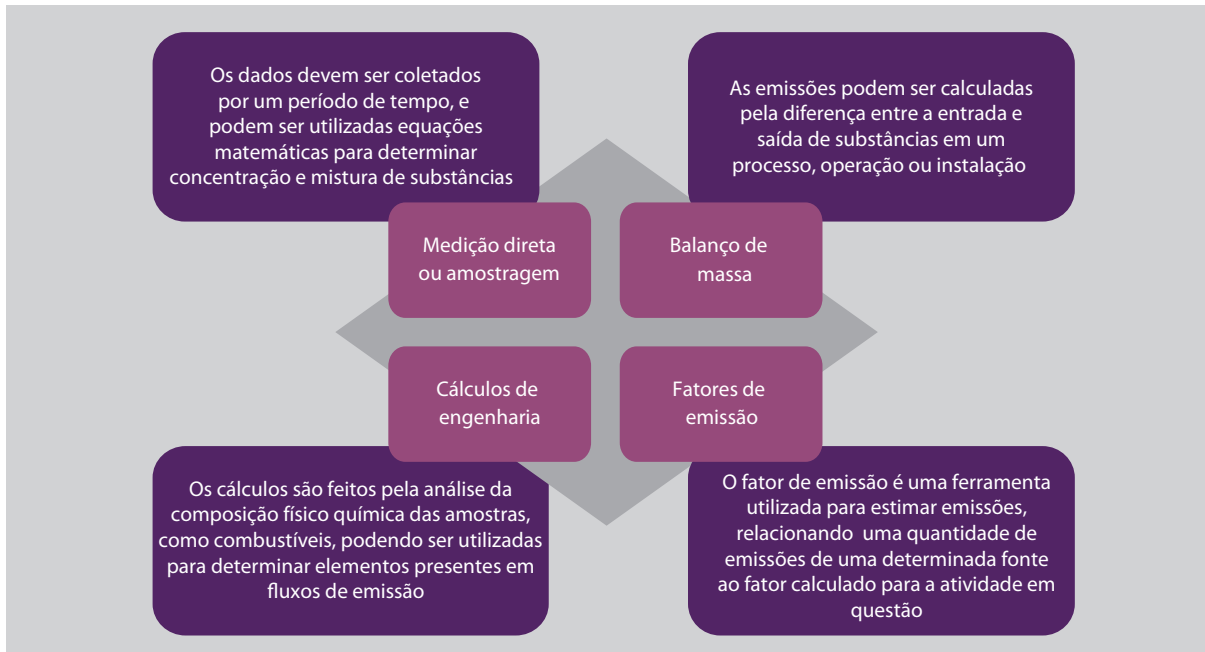 Os dados devem ser coletados
por um período de tempo, e
podem ser utilizadas equações
matemáticas para determinar
concentração e mistura de substâncias
As emissões podem ser calculadas
pela diferença entre a entrada e
saída de substâncias em um
processo, operação ou instalação
Medição direta
ou amostragem
Balanço de
massa
Cálculos de
engenharia
Fatores de
emissão
Os cálculos são feitos pela análise da
composição físico química das amostras,
como combustíveis, podendo ser utilizadas
para determinar elementos presentes em
fluxos de emissão
O fator de emissão é uma ferramenta
utilizada para estimar emissões,
relacionando uma quantidade de
emissões de uma determinada fonte
ao fator calculado para a atividade em
questão